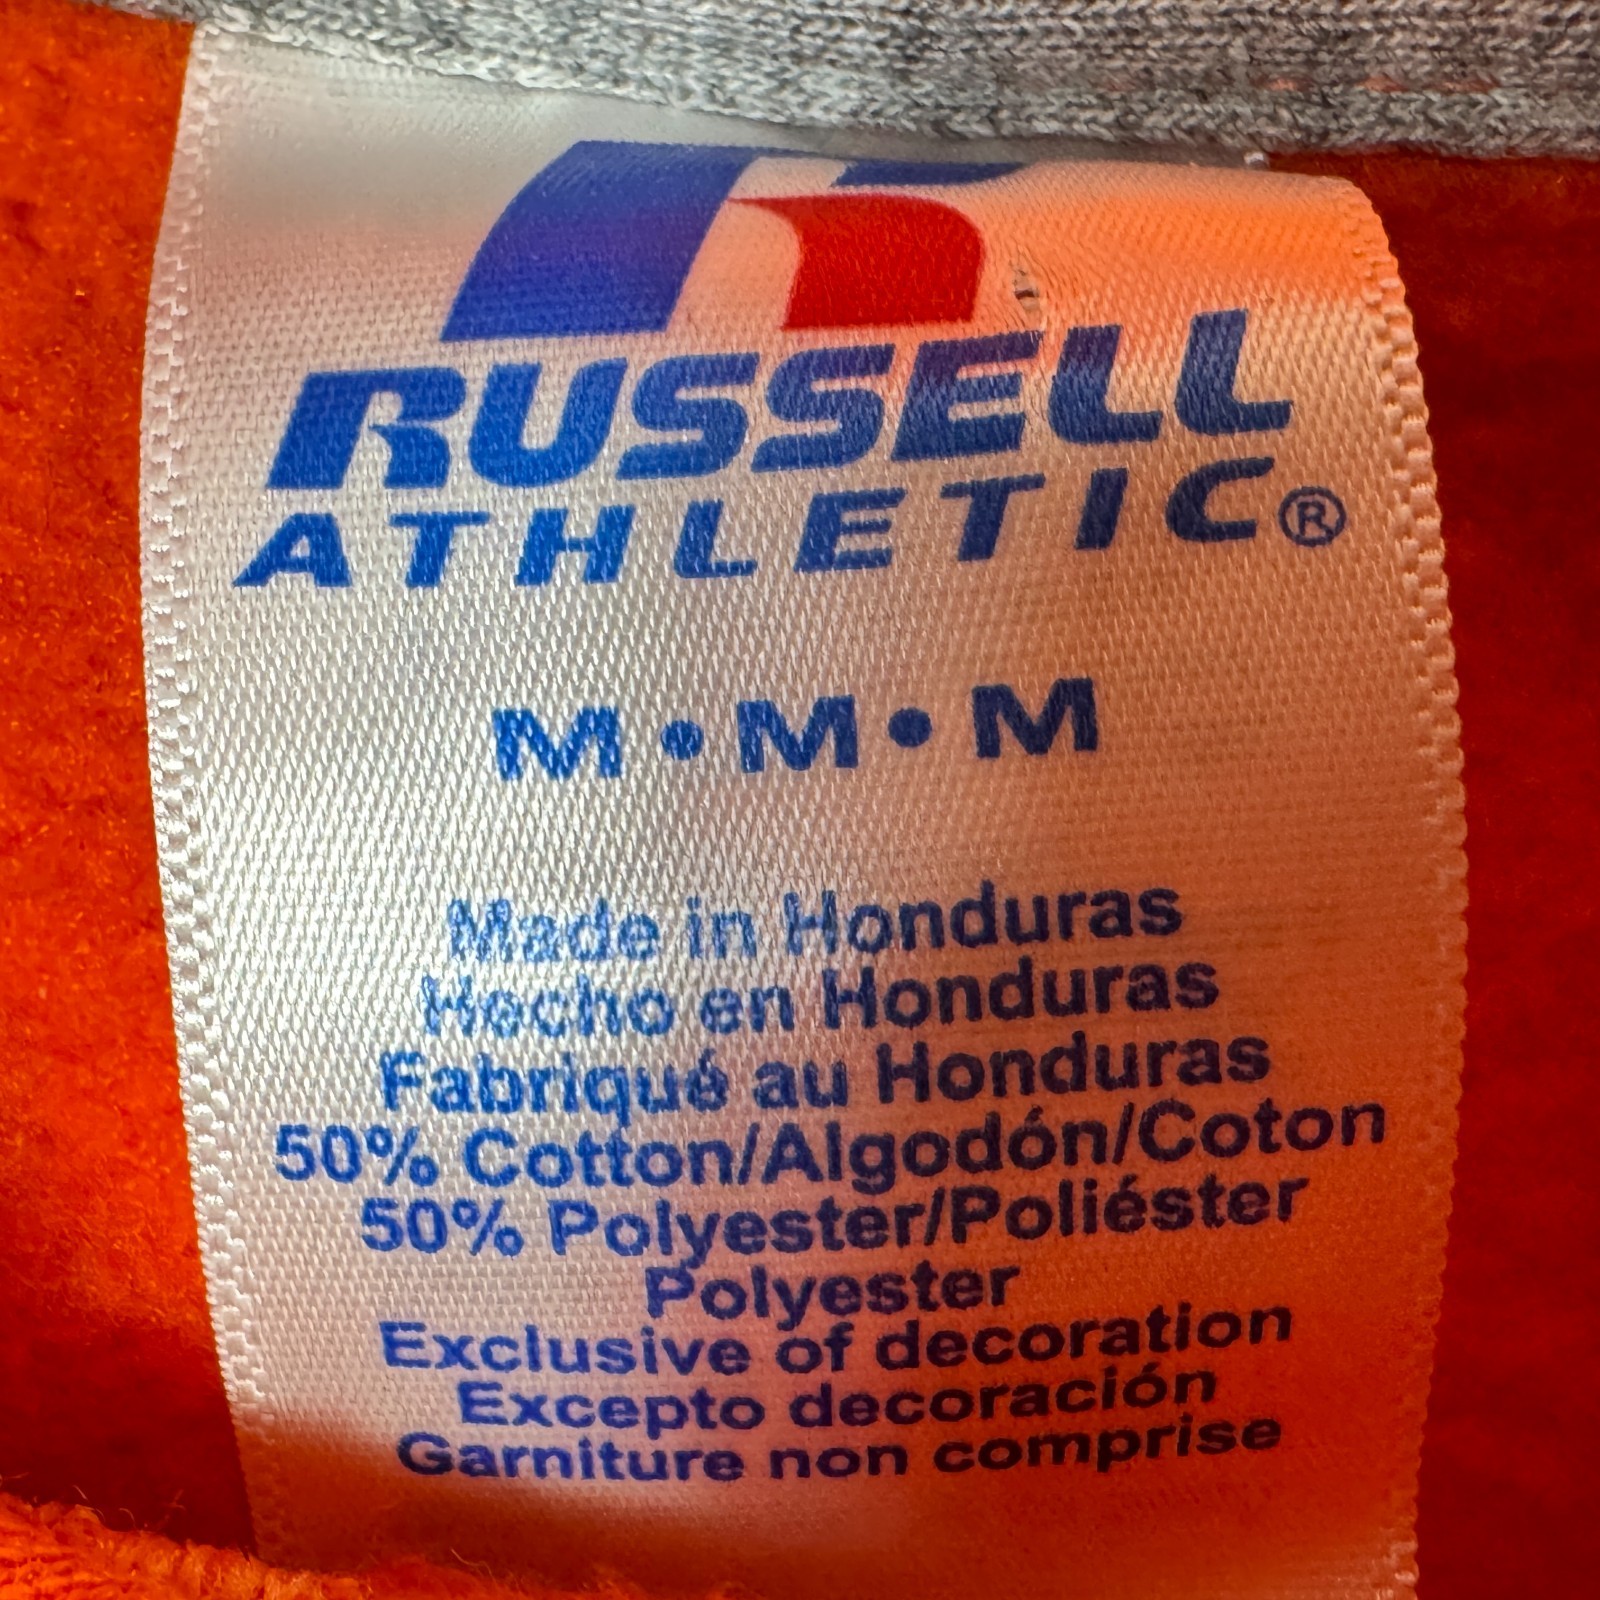 RUSSELL
ATHLETIC®
M•M•M
Made in Honduras
Hecho en Honduras
Fabriqué au Honduras
50% Cotton/Algodón/Coton
50% Polyester/Poliéster
Polyester
Exclusive of decoration
Excepto decoración
Garniture non comprise